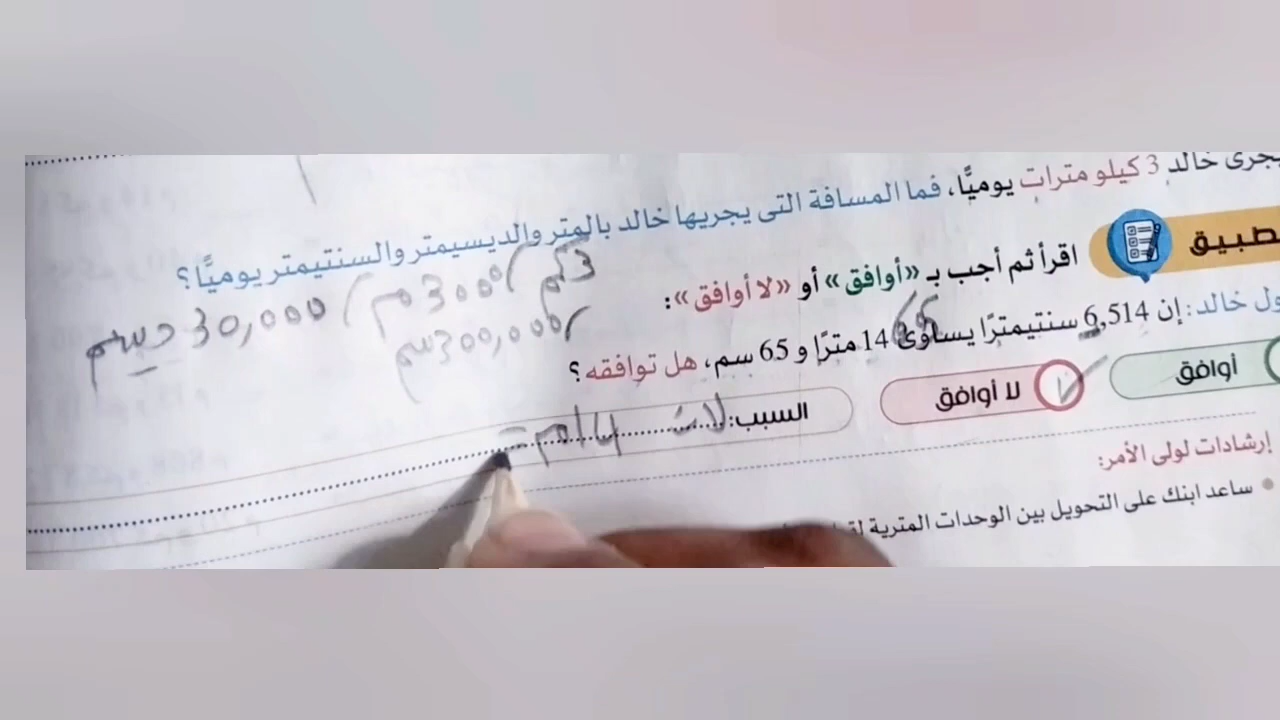 يجرى خالد 3 كيلو مترات يوميًّا، فما المسافة التى يجريها خالد بالمتر والديسيمتر والسنتيمتر يوميًّا؟
3كم (3000م (30,000 ديسم
(300,000سم
تطبيق
اقرأ ثم أجب بـ «أوافق» أو «لا أوافق»:
خالد: إن 6,514 سنتيمترًا يساوى 14 مترًا و 65 سم، هل توافقه؟
65
أوافق
لا أوافق
السبب: لأن 14م =
إرشادات لولى الأمر:
ساعد ابنك على التحويل بين الوحدات المترية